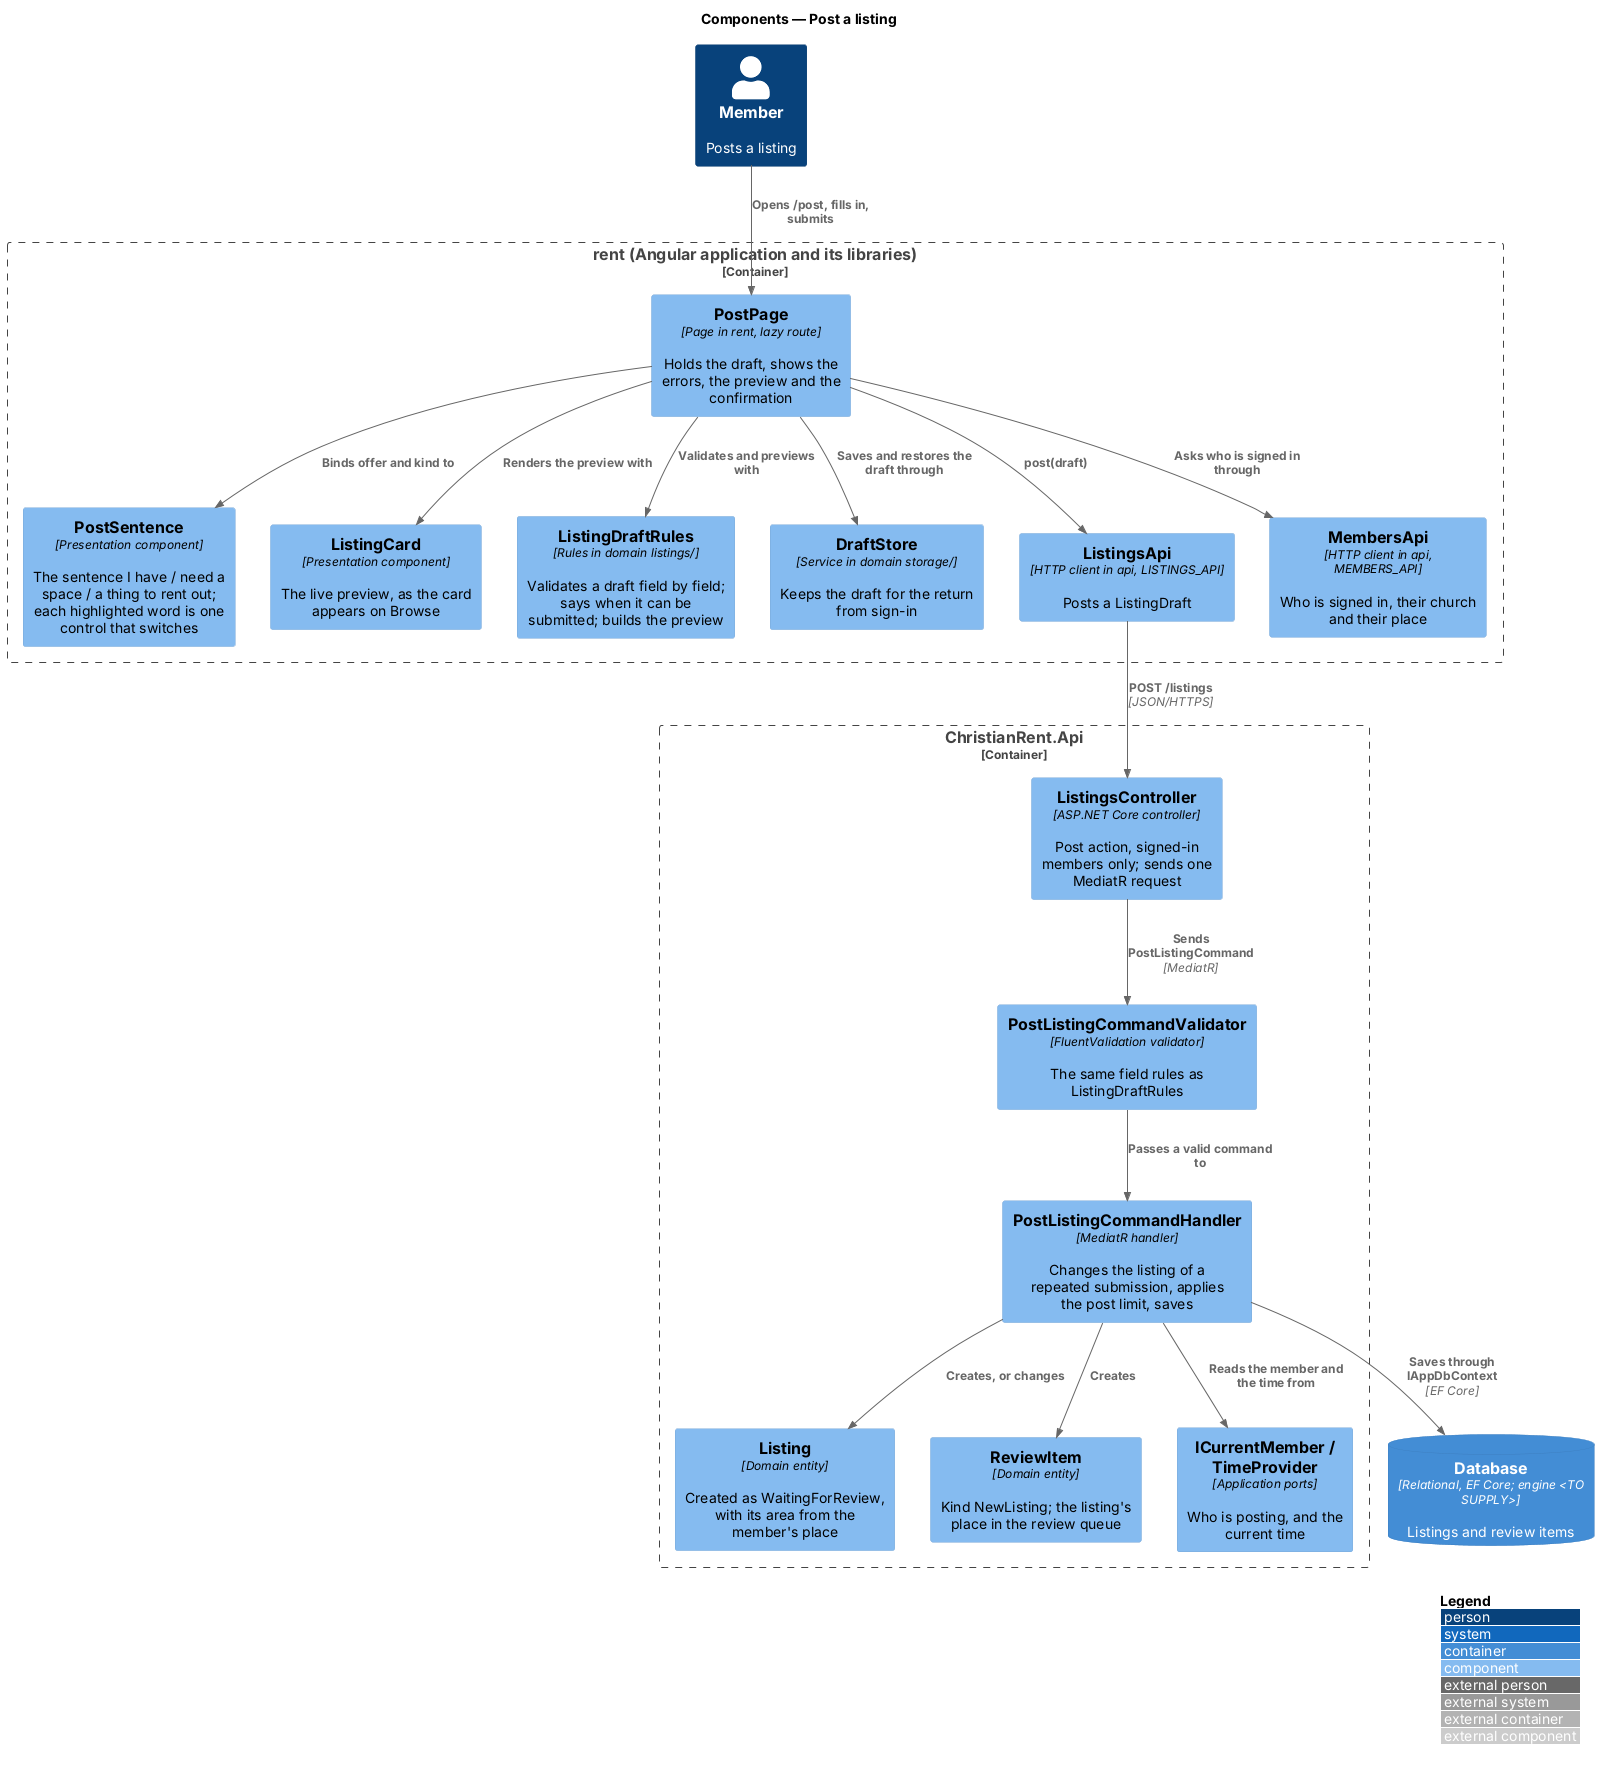 Components — Post a listing
Member
Posts a listing
Opens /post, fills in,
submits
rent (Angular application and its libraries)
[Container]
PostPage
[Page in rent, lazy route]
Holds the draft, shows the
errors, the preview and the
confirmation
Binds offer and kind to
Renders the preview with
Validates and previews
with
Saves and restores the
draft through
post(draft)
Asks who is signed in
through
PostSentence
[Presentation component]
The sentence I have / need a
space / a thing to rent out;
each highlighted word is one
control that switches
ListingCard
[Presentation component]
The live preview, as the card
appears on Browse
ListingDraftRules
[Rules in domain listings/]
Validates a draft field by field;
says when it can be
submitted; builds the preview
DraftStore
[Service in domain storage/]
Keeps the draft for the return
from sign-in
ListingsApi
[HTTP client in api, LISTINGS_API]
Posts a ListingDraft
MembersApi
[HTTP client in api,
MEMBERS_API]
Who is signed in, their church
and their place
POST /listings
[JSON/HTTPS]
ChristianRent.Api
[Container]
ListingsController
[ASP.NET Core controller]
Post action, signed-in
members only; sends one
MediatR request
Sends
PostListingCommand
[MediatR]
PostListingCommandValidator
[FluentValidation validator]
The same field rules as
ListingDraftRules
Passes a valid command
to
PostListingCommandHandler
[MediatR handler]
Changes the listing of a
repeated submission, applies
the post limit, saves
Creates, or changes
Creates
Reads the member and
the time from
Saves through
IAppDbContext
[EF Core]
Listing
[Domain entity]
Created as WaitingForReview,
with its area from the
member's place
ReviewItem
[Domain entity]
Kind NewListing; the listing's
place in the review queue
ICurrentMember /
TimeProvider
[Application ports]
Who is posting, and the
current time
Database
[Relational, EF Core; engine <TO
SUPPLY>]
Listings and review items
Legend
person
system
container
component
external person
external system
external container
external component